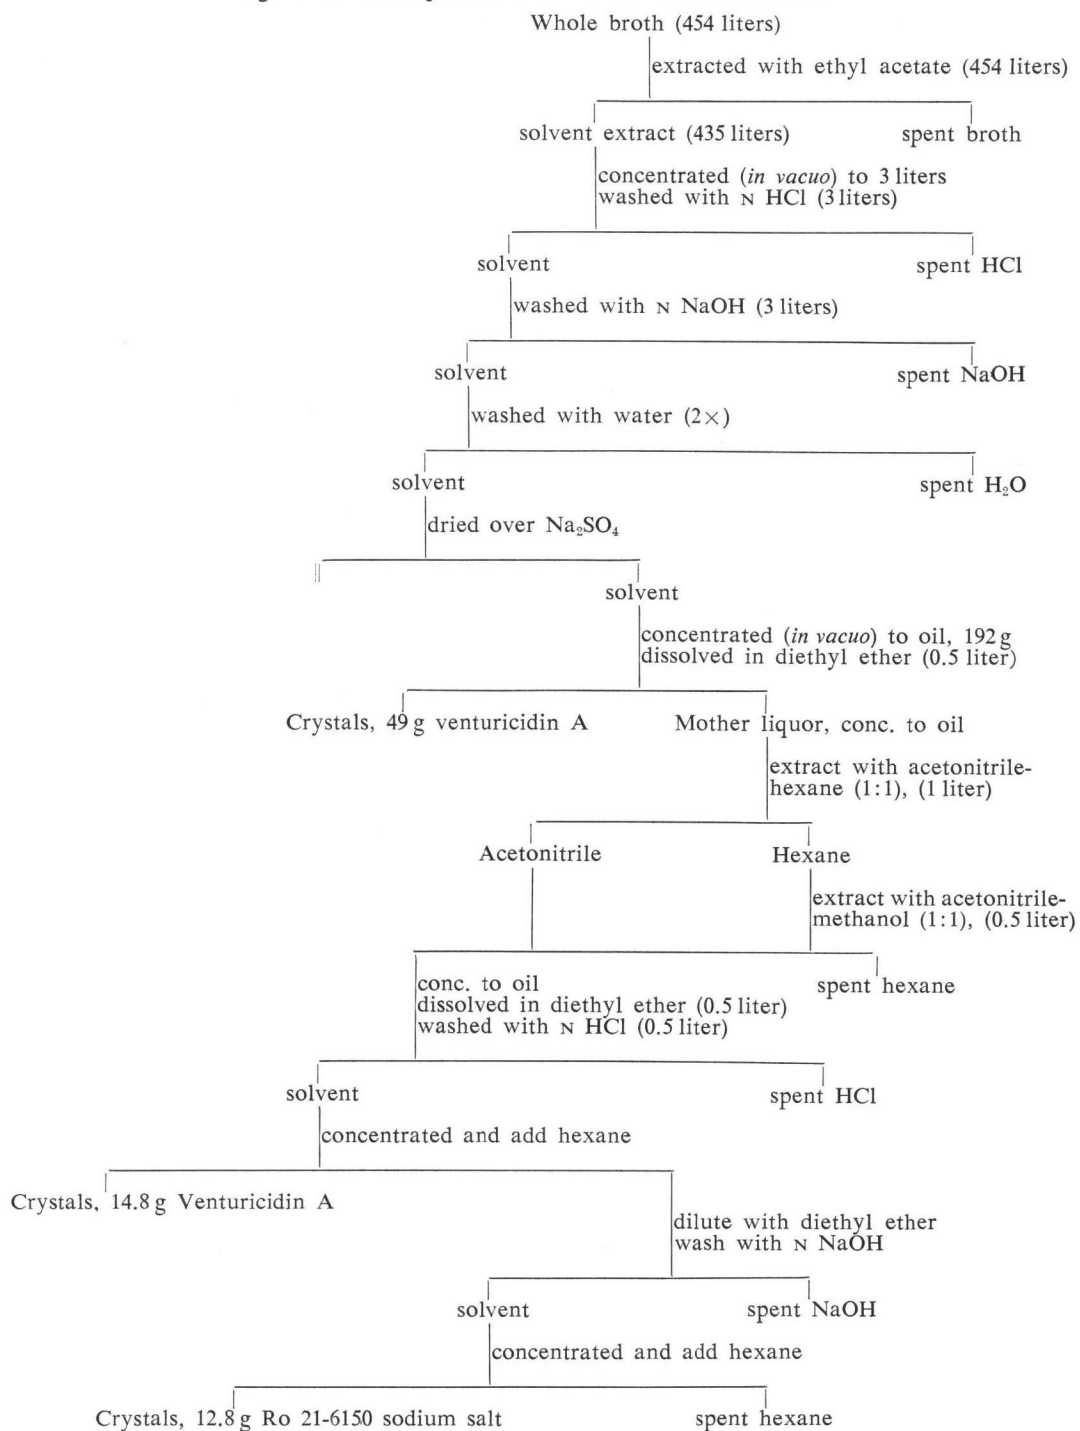 Whole broth (454 liters)
extracted with ethyl acetate (454 liters)
solvent extract (435 liters) spent broth
concentrated (in vacuo) to 3 liters
washed with N HCl (3 liters)
solvent spent HCl
washed with N NaOH (3 liters)
solvent spent NaOH
washed with water (2×)
solvent spent H₂O
dried over Na₂SO₄
solvent
concentrated (in vacuo) to oil, 192 g
dissolved in diethyl ether (0.5 liter)
Crystals, 49 g venturicidin A Mother liquor, conc. to oil
extract with acetonitrile-
hexane (1:1), (1 liter)
Acetonitrile Hexane
extract with acetonitrile-
methanol (1:1), (0.5 liter)
conc. to oil spent hexane
dissolved in diethyl ether (0.5 liter)
washed with N HCl (0.5 liter)
solvent spent HCl
concentrated and add hexane
Crystals, 14.8 g Venturicidin A
dilute with diethyl ether
wash with N NaOH
solvent spent NaOH
concentrated and add hexane
Crystals, 12.8 g Ro 21-6150 sodium salt spent hexane